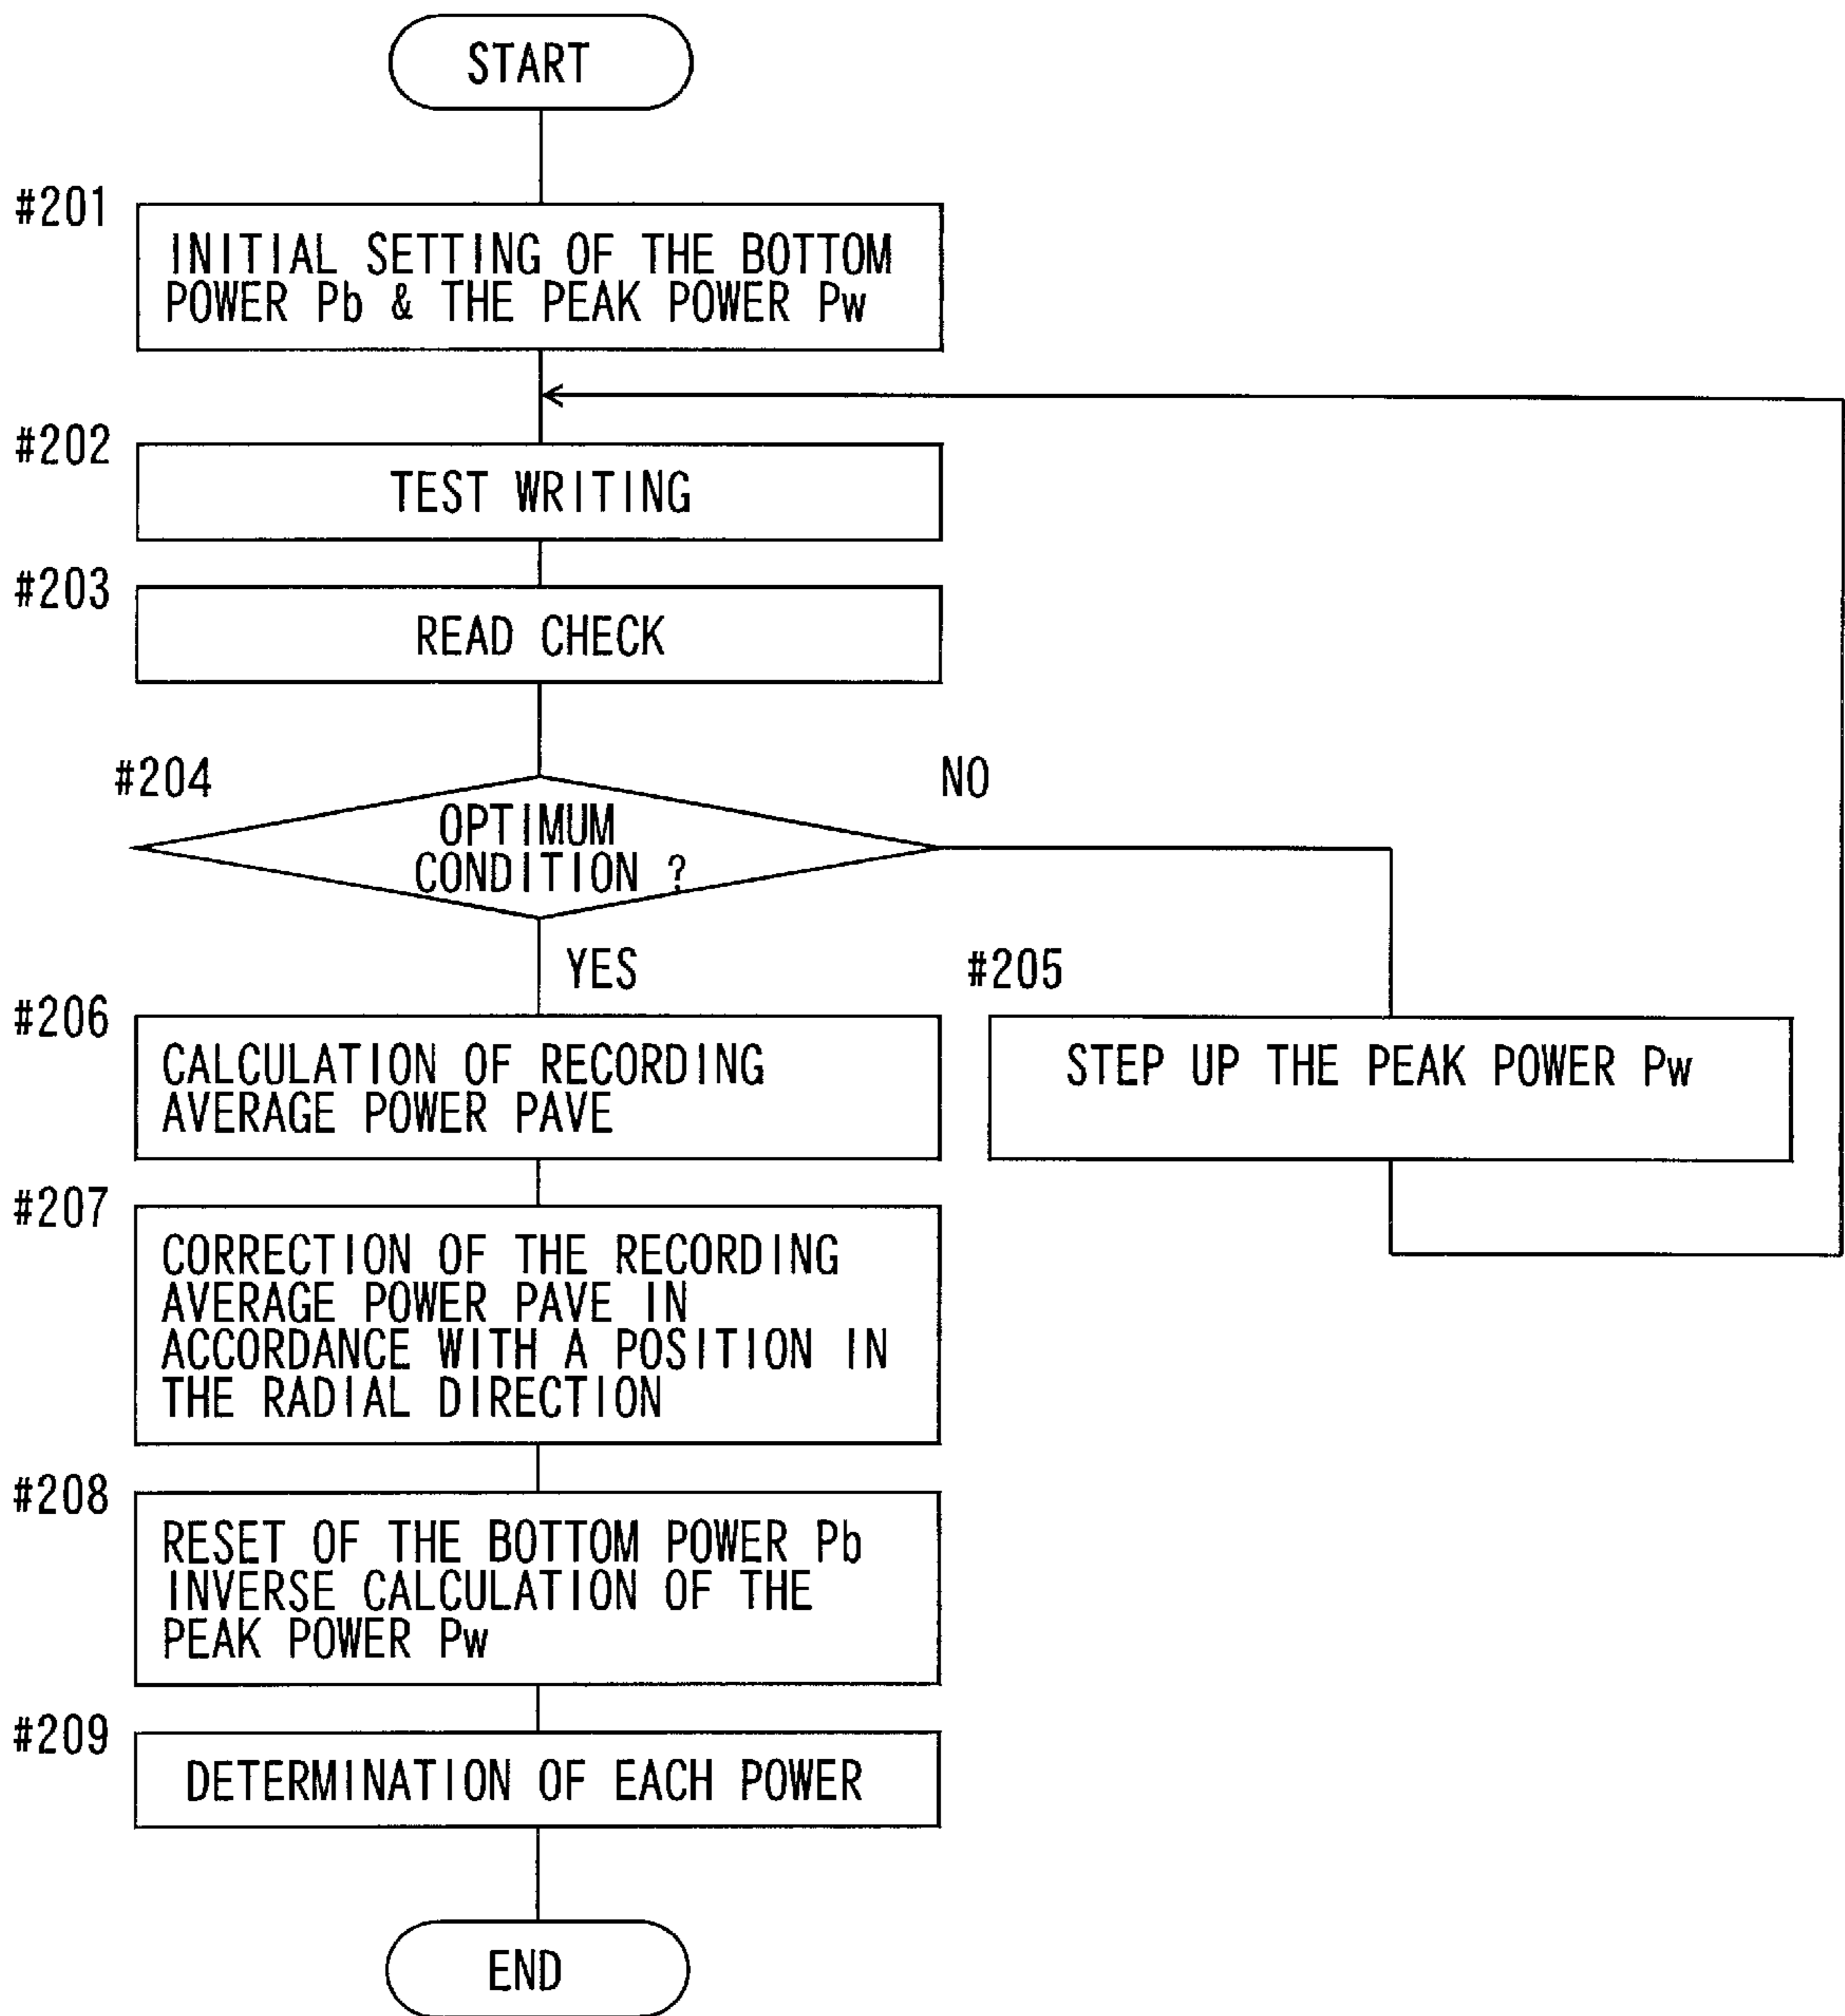 START
#201
INITIAL SETTING OF THE BOTTOM
POWER Pb & THE PEAK POWER Pw
#202
TEST WRITING
#203
READ CHECK
#204
NO
OPTIMUM
CONDITION ?
YES
#205
#206
CALCULATION OF RECORDING
AVERAGE POWER PAVE
STEP UP THE PEAK POWER Pw
#207
CORRECTION OF THE RECORDING
AVERAGE POWER PAVE IN
ACCORDANCE WITH A POSITION IN
THE RADIAL DIRECTION
#208
RESET OF THE BOTTOM POWER Pb
INVERSE CALCULATION OF THE
PEAK POWER Pw
#209
DETERMINATION OF EACH POWER
END